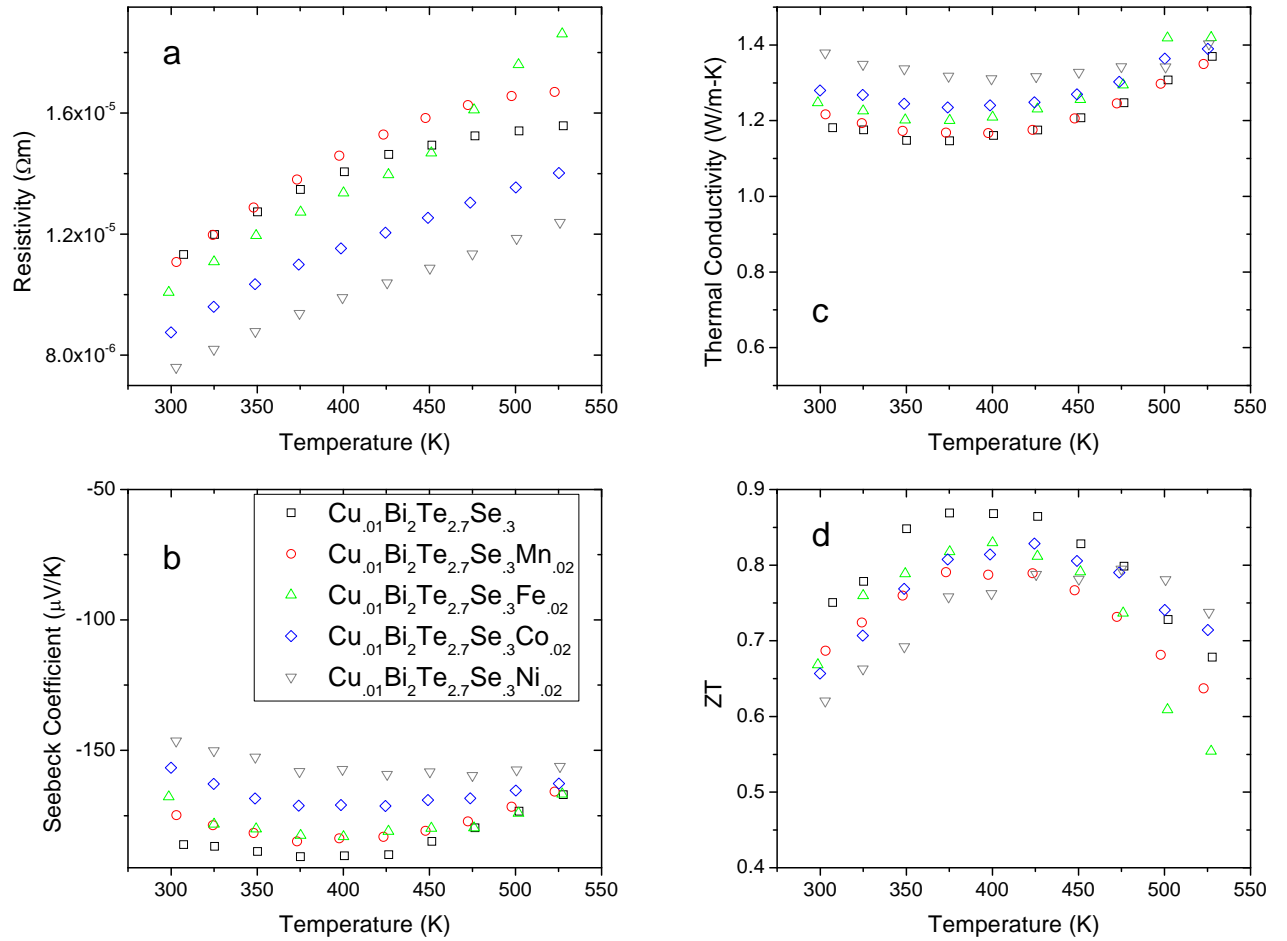 a
Resistivity (Ωm)
1.6x10-5
1.2x10-5
8.0x10-6
300 350 400 450 500 550
Temperature (K)
c
Thermal Conductivity (W/m-K)
1.4
1.2
1.0
0.8
0.6
300 350 400 450 500 550
Temperature (K)
b
Seebeck Coefficient (μV/K)
-50
-100
-150
Cu.01Bi2Te2.7Se.3
Cu.01Bi2Te2.7Se.3Mn.02
Cu.01Bi2Te2.7Se.3Fe.02
Cu.01Bi2Te2.7Se.3Co.02
Cu.01Bi2Te2.7Se.3Ni.02
300 350 400 450 500 550
Temperature (K)
d
ZT
0.9
0.8
0.7
0.6
0.5
0.4
300 350 400 450 500 550
Temperature (K)